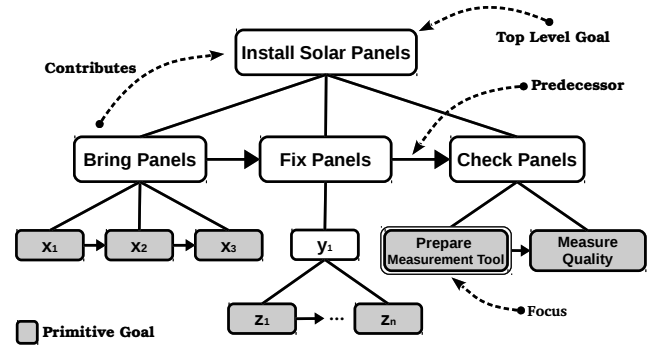 Install Solar Panels
Top Level Goal
Contributes
Predecessor
Bring Panels
Fix Panels
Check Panels
x₁
x₂
x₃
y₁
Prepare
Measurement Tool
Measure
Quality
z₁
...
zₙ
Focus
Primitive Goal